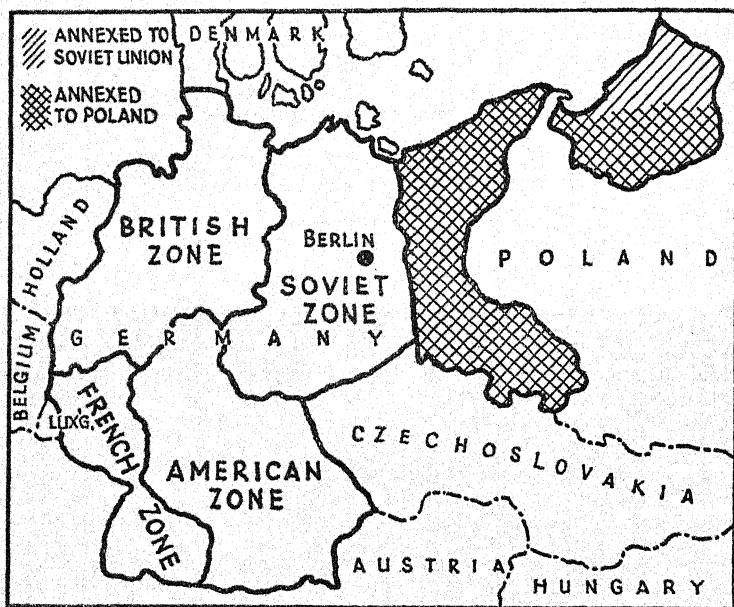 ANNEXED TO
SOVIET UNION
ANNEXED
TO POLAND
DENMARK
BRITISH
ZONE
BERLIN
SOVIET
ZONE
HOLLAND
BELGIUM
GERMANY
POLAND
LUX'G.
FRENCH
ZONE
AMERICAN
ZONE
CZECHOSLOVAKIA
AUSTRIA
HUNGARY